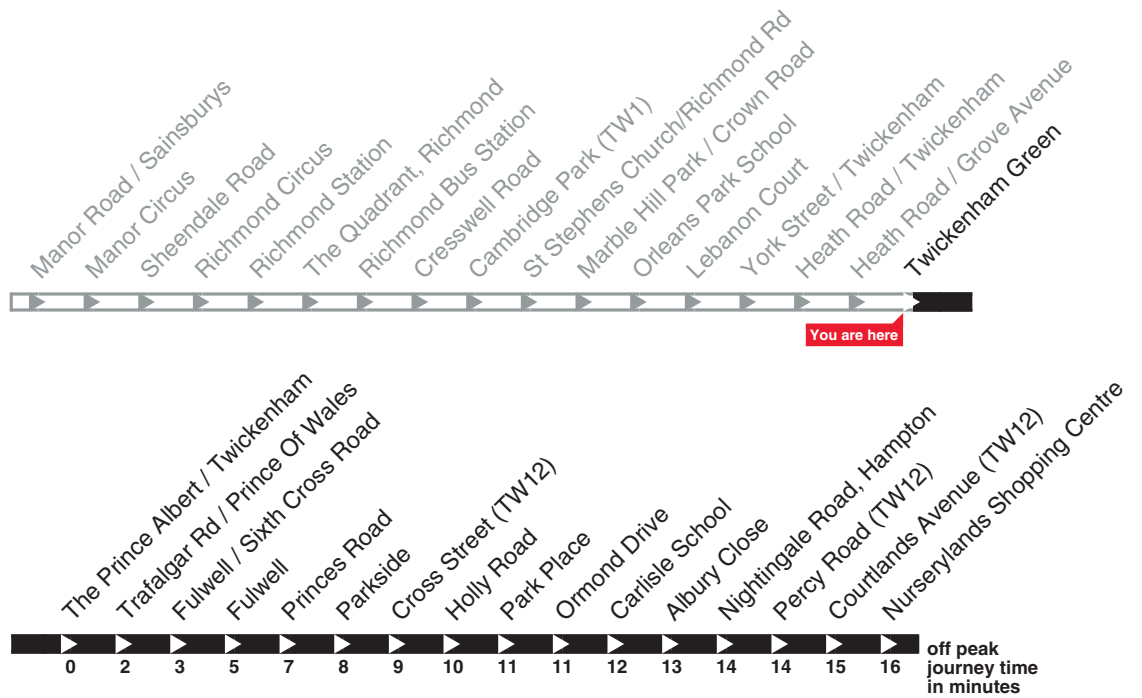 Manor Road / Sainsburys
Manor Circus
Sheendale Road
Richmond Circus
Richmond Station
The Quadrant, Richmond
Richmond Bus Station
Cresswell Road
Cambridge Park (TW1)
St Stephens Church/Richmond Rd
Marble Hill Park / Crown Road
Orleans Park School
Lebanon Court
York Street / Twickenham
Heath Road / Twickenham
Heath Road / Grove Avenue
Twickenham Green
You are here
The Prince Albert / Twickenham
Trafalgar Rd / Prince Of Wales
Fulwell / Sixth Cross Road
Fulwell
Princes Road
Parkside
Cross Street (TW12)
Holly Road
Park Place
Ormond Drive
Carlisle School
Albury Close
Nightingale Road, Hampton
Percy Road (TW12)
Courtlands Avenue (TW12)
Nurserylands Shopping Centre
0 2 3 5 7 8 9 10 11 11 12 13 14 14 15 16
off peak
journey time
in minutes